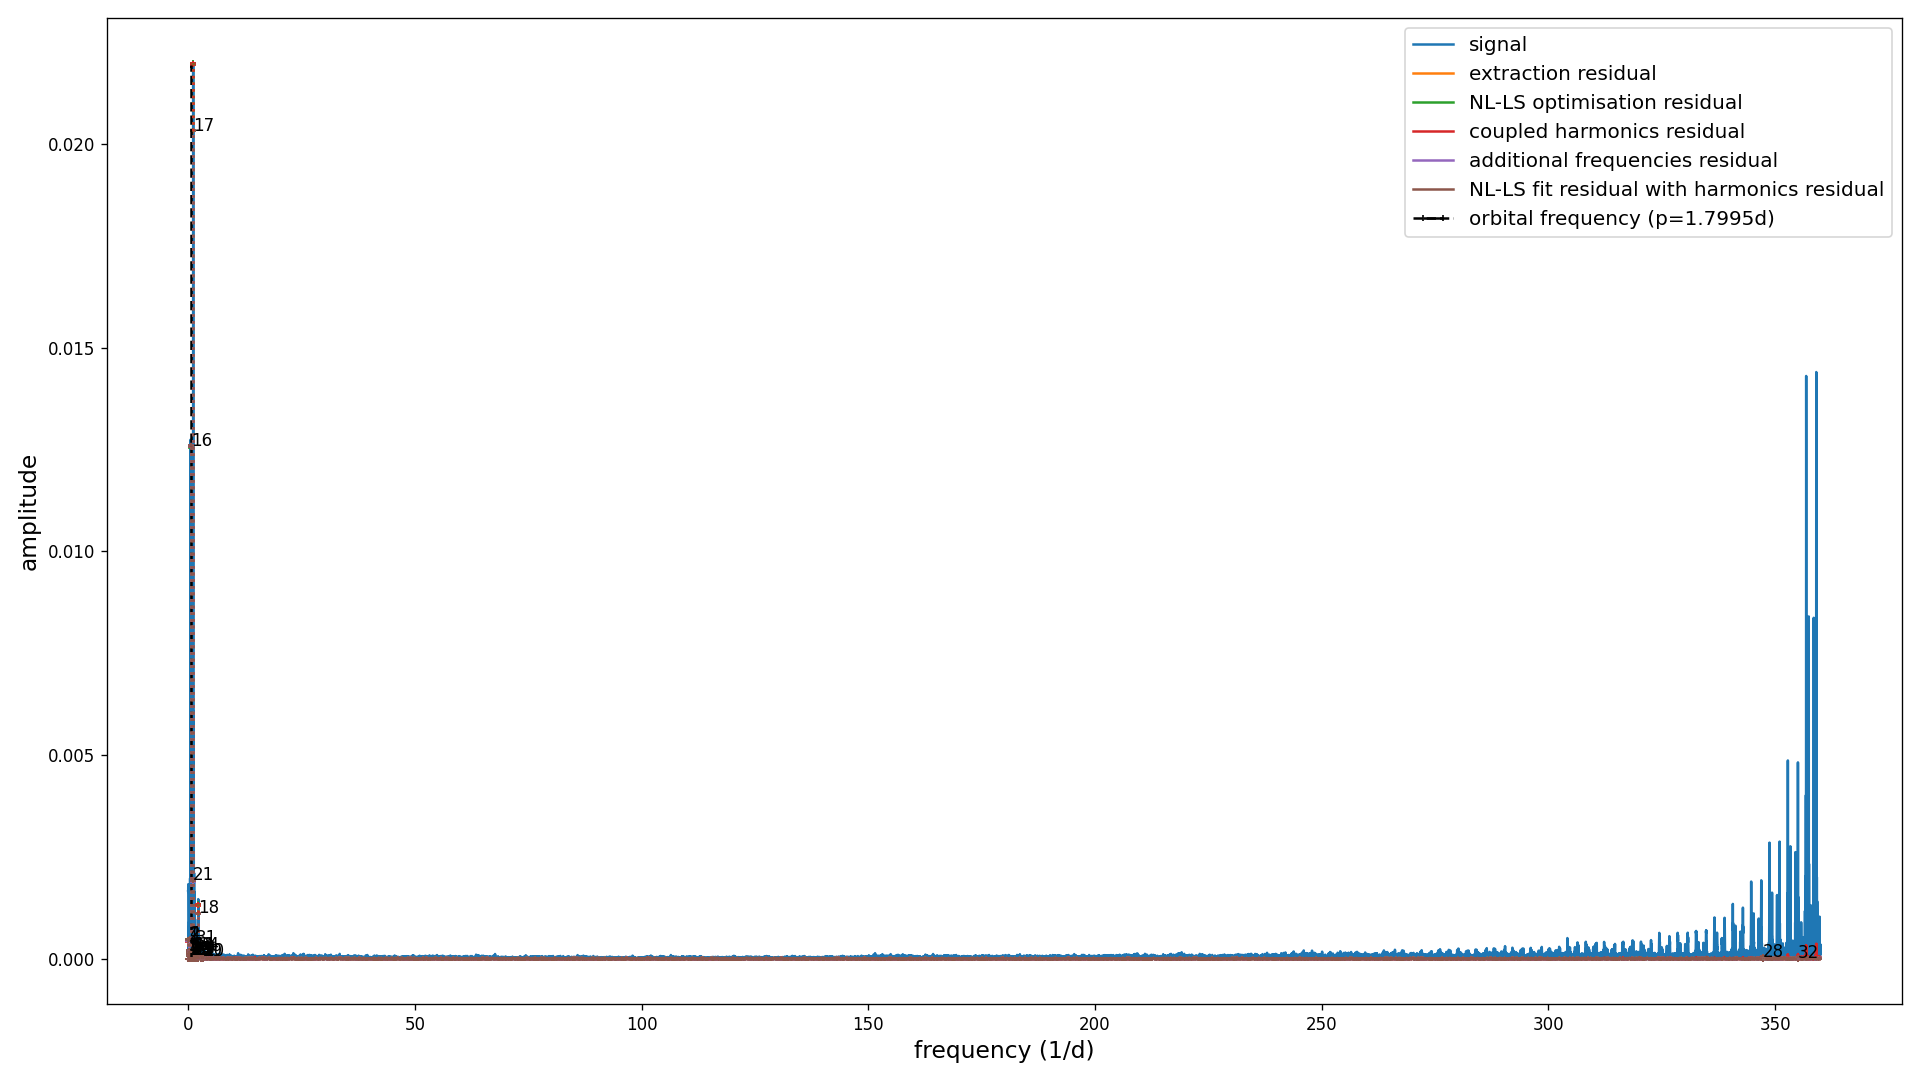 signal
extraction residual
NL-LS optimisation residual
coupled harmonics residual
additional frequencies residual
NL-LS fit residual with harmonics residual
orbital frequency (p=1.7995d)
17
16
21
18
28
32
0.020
0.015
0.010
0.005
0.000
amplitude
0
50
100
150
200
250
300
350
frequency (1/d)